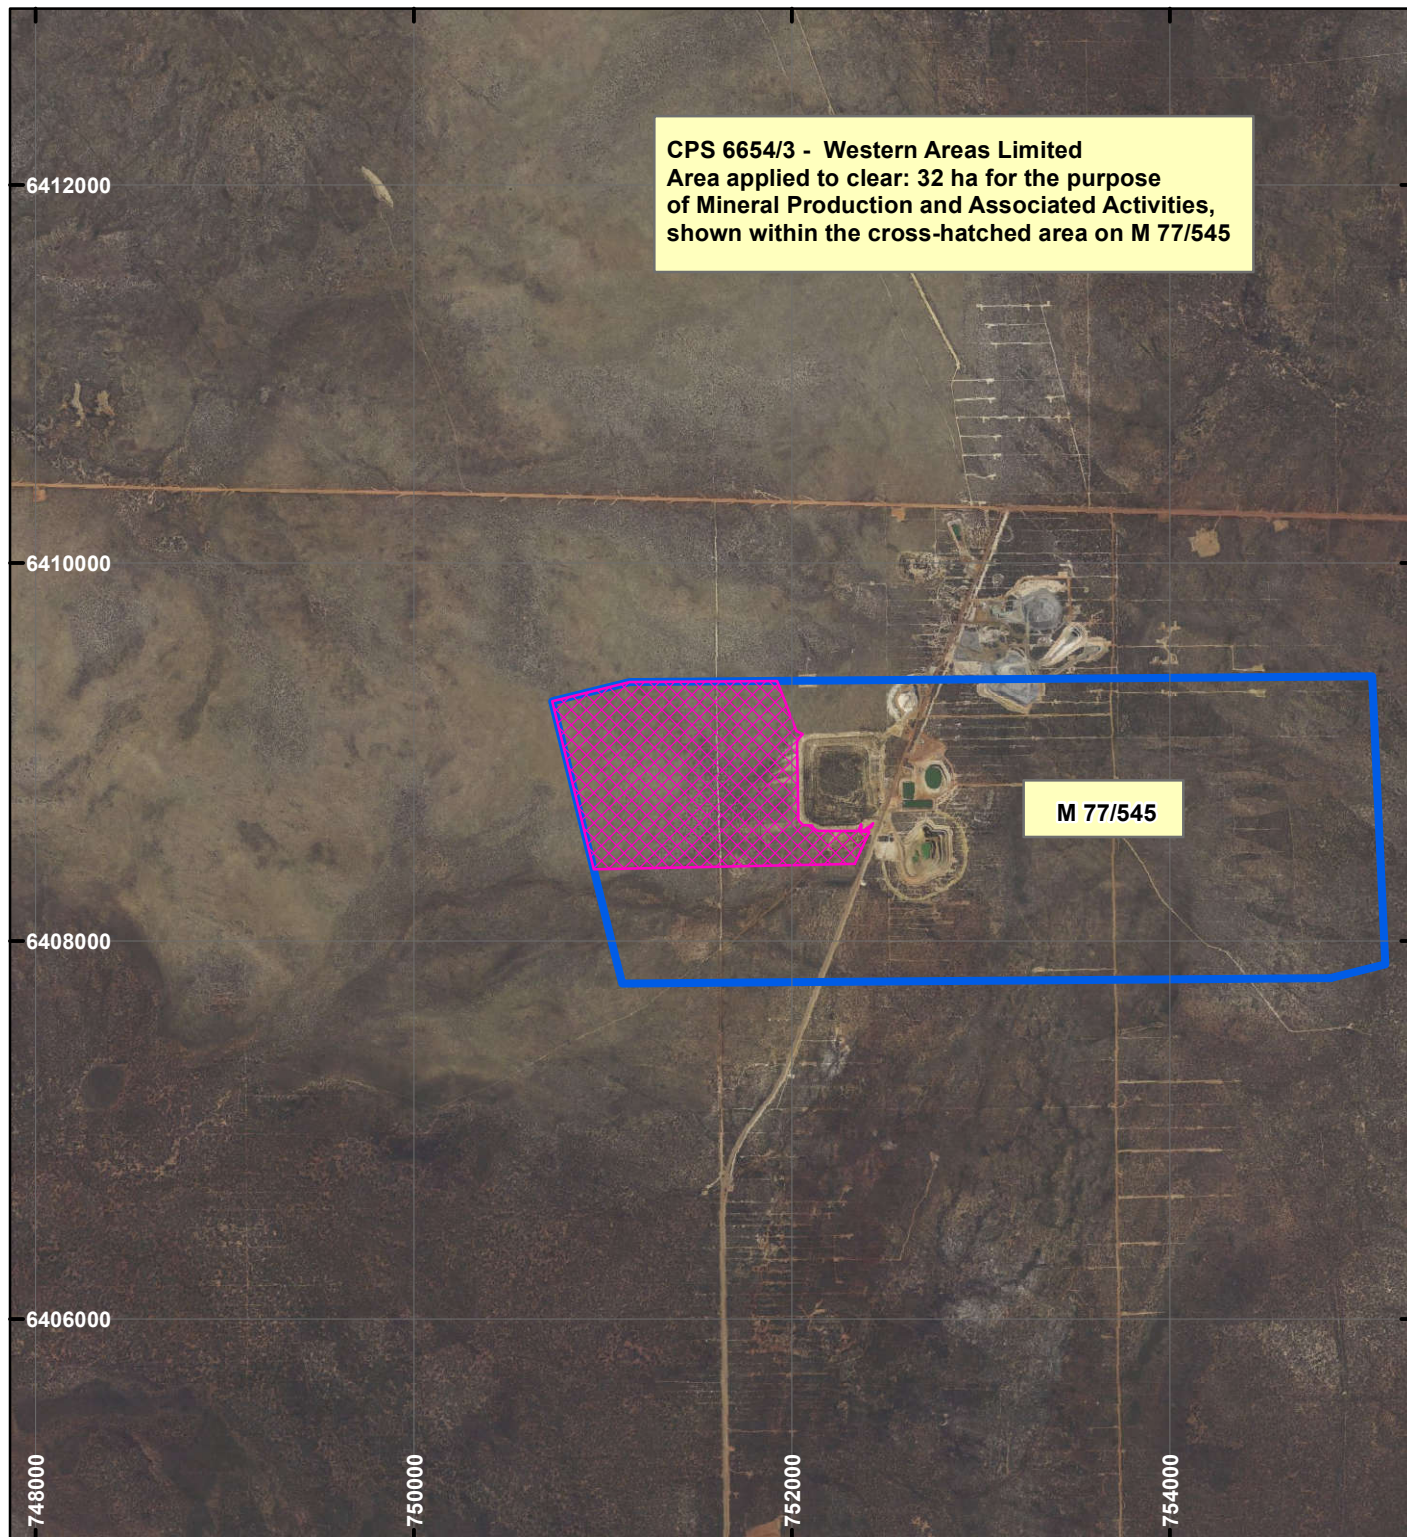 CPS 6654/3 - Western Areas Limited
Area applied to clear: 32 ha for the purpose
of Mineral Production and Associated Activities,
shown within the cross-hatched area on M 77/545
6412000
6410000
M 77/545
6408000
6406000
748000
750000
752000
754000